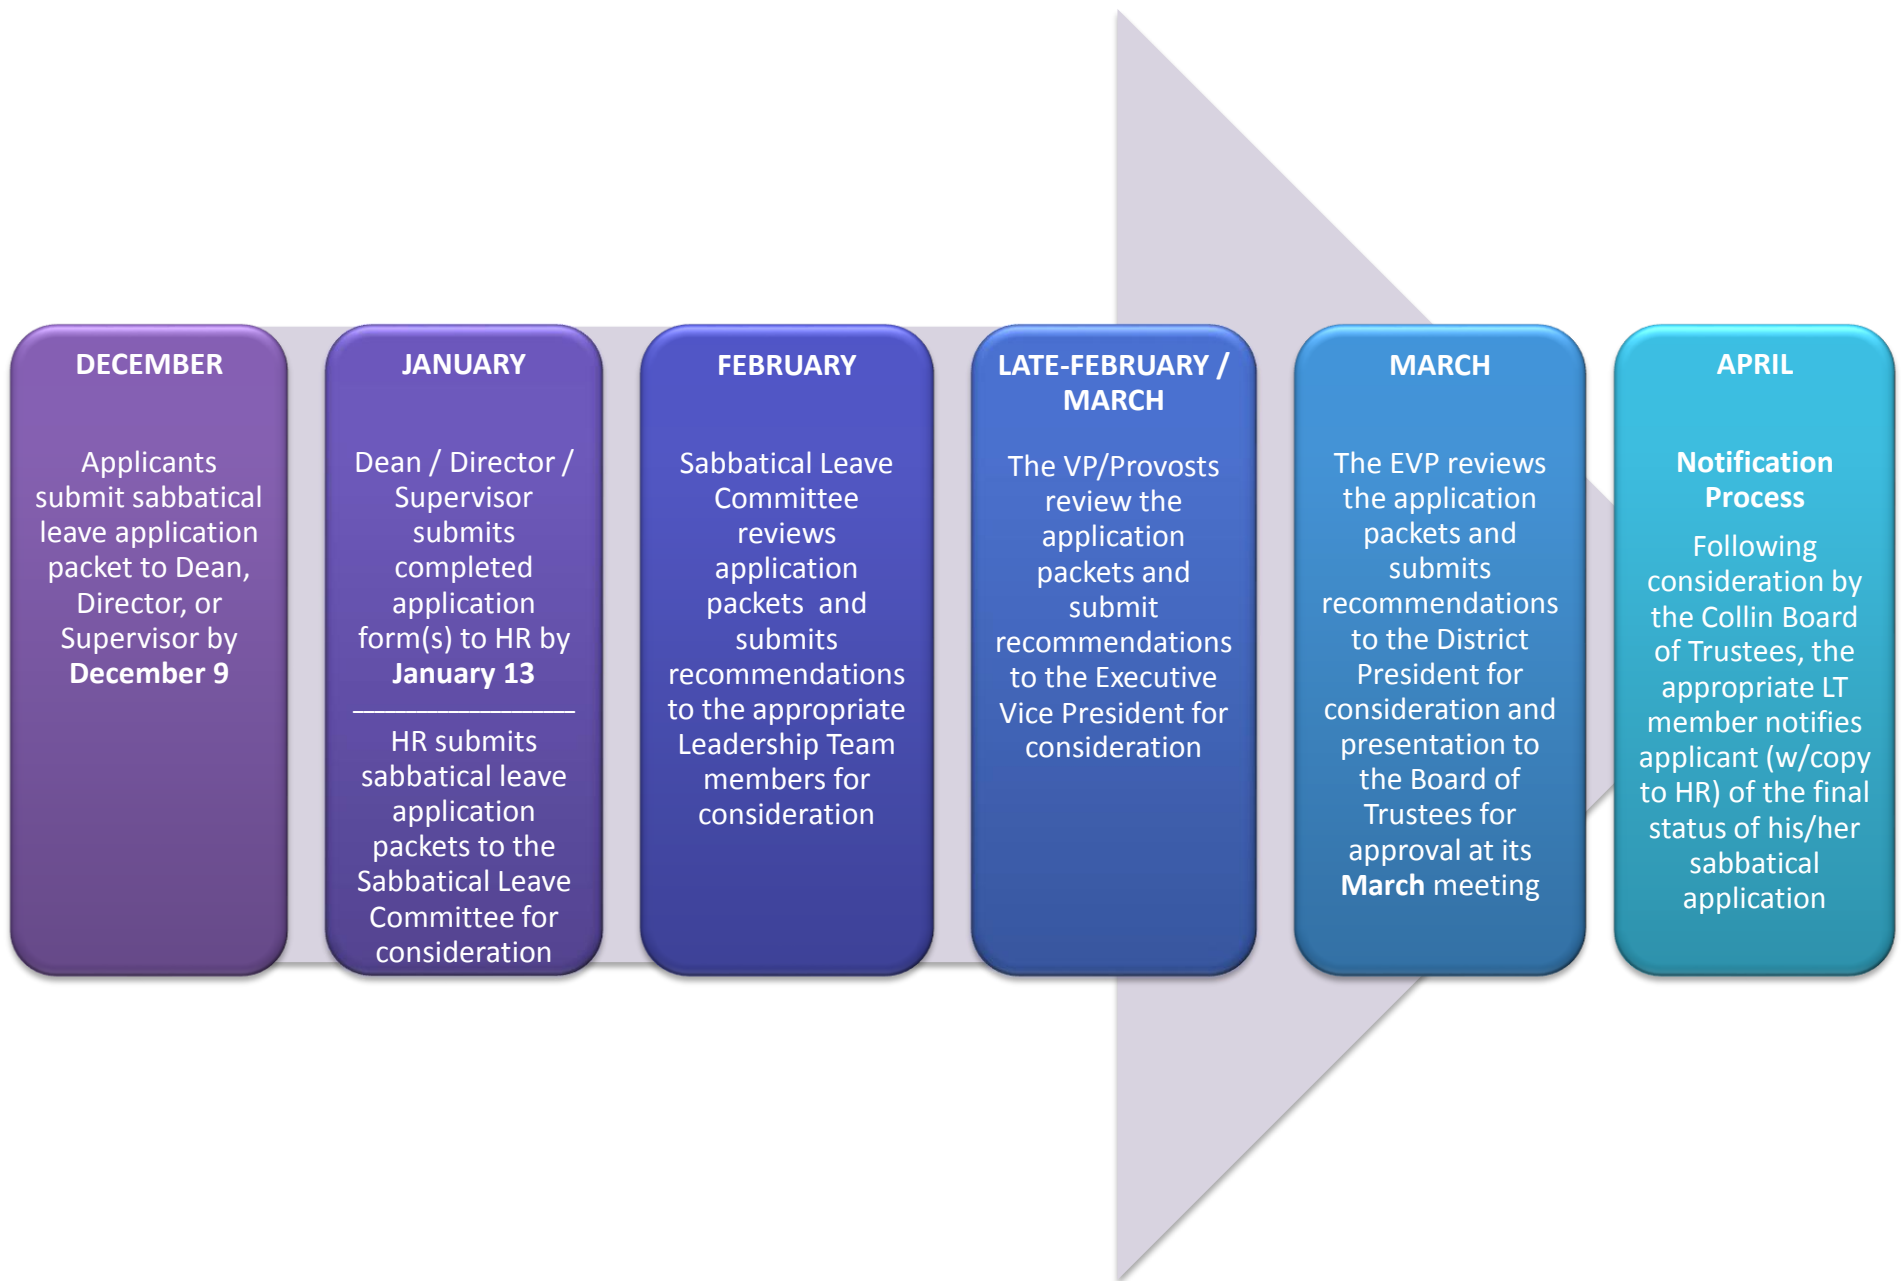 DECEMBER
Applicants
submit sabbatical
leave application
packet to Dean,
Director, or
Supervisor by
December 9
JANUARY
Dean / Director /
Supervisor
submits
completed
application
form(s) to HR by
January 13
HR submits
sabbatical leave
application
packets to the
Sabbatical Leave
Committee for
consideration
FEBRUARY
Sabbatical Leave
Committee
reviews
application
packets and
submits
recommendations
to the appropriate
Leadership Team
members for
consideration
LATE-FEBRUARY /
MARCH
The VP/Provosts
review the
application
packets and
submit
recommendations
to the Executive
Vice President for
consideration
MARCH
The EVP reviews
the application
packets and
submits
recommendations
to the District
President for
consideration and
presentation to
the Board of
Trustees for
approval at its
March meeting
APRIL
Notification
Process
Following
consideration by
the Collin Board
of Trustees, the
appropriate LT
member notifies
applicant (w/copy
to HR) of the final
status of his/her
sabbatical
application